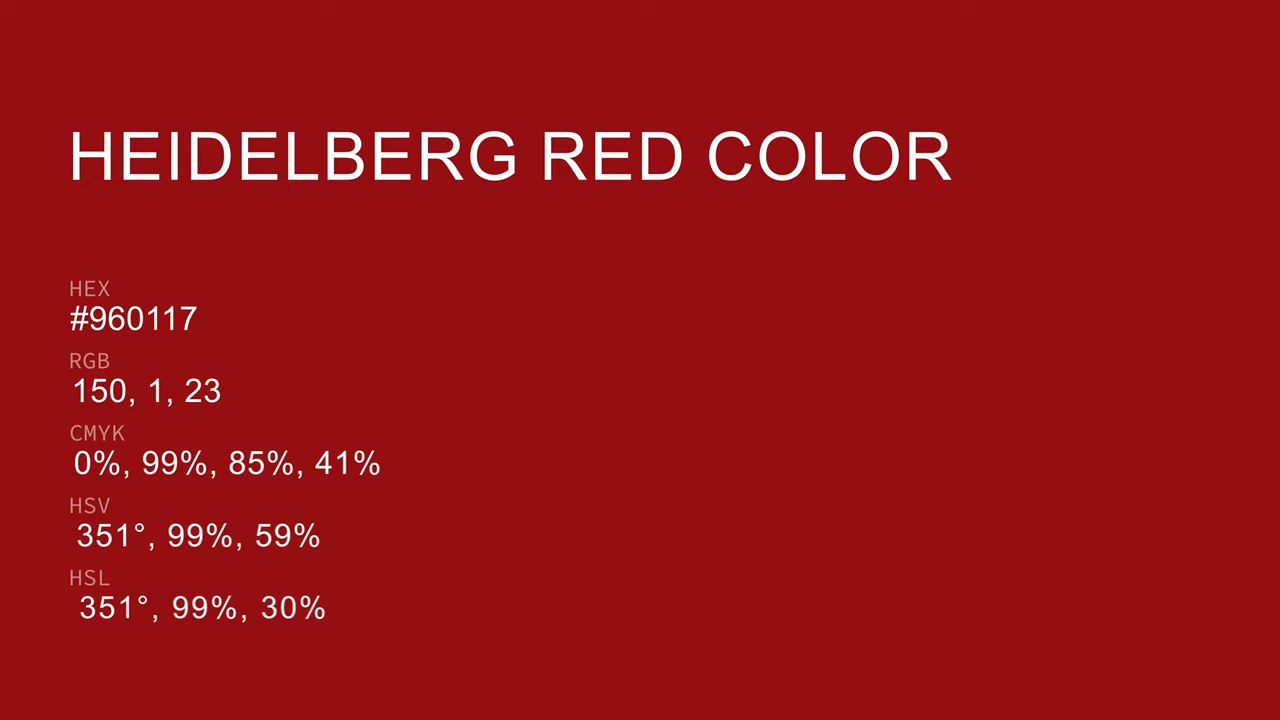 HEIDELBERG RED COLOR
HEX
#960117
RGB
150, 1, 23
CMYK
0%, 99%, 85%, 41%
HSV
351°, 99%, 59%
HSL
351°, 99%, 30%